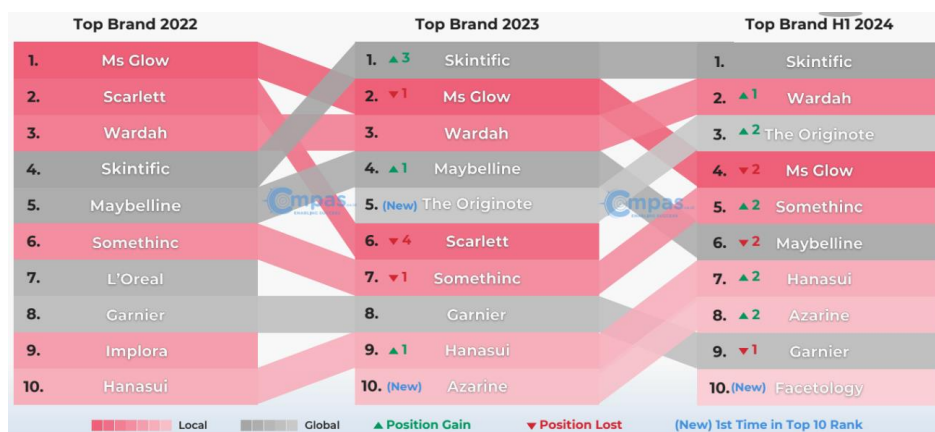 Top Brand 2022
1. Ms Glow
2. Scarlett
3. Wardah
4. Skintific
5. Maybelline
6. Somethinc
7. L'Oreal
8. Garnier
9. Implora
10. Hanasui
Top Brand 2023
1. ▲3 Skintific
2. ▼1 Ms Glow
3. Wardah
4. ▲1 Maybelline
5. (New) The Originote
6. ▼4 Scarlett
7. ▼1 Somethinc
8. Garnier
9. ▲1 Hanasui
10. (New) Azarine
Top Brand H1 2024
1. Skintific
2. ▲1 Wardah
3. ▲2 The Originote
4. ▼2 Ms Glow
5. ▲2 Somethinc
6. ▼2 Maybelline
7. ▲2 Hanasui
8. ▲2 Azarine
9. ▼1 Garnier
10. (New) Facetology
Cmpas
Cmpas
Local Global ▲Position Gain ▼Position Lost (New) 1st Time in Top 10 Rank